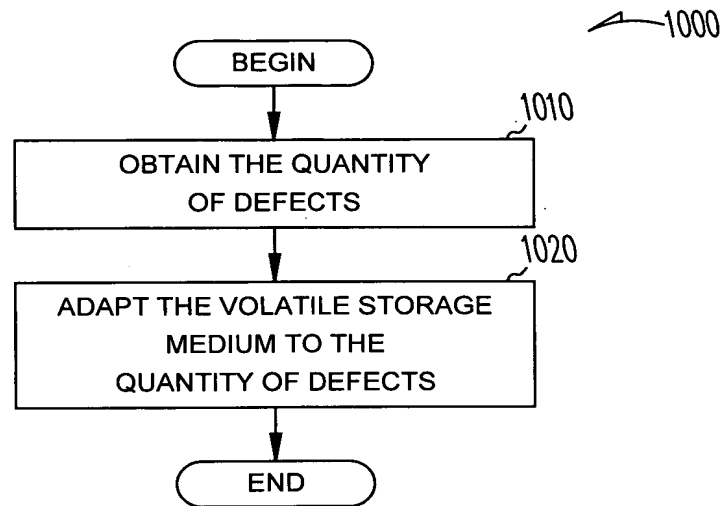 1000
BEGIN
1010
OBTAIN THE QUANTITY
OF DEFECTS
1020
ADAPT THE VOLATILE STORAGE
MEDIUM TO THE
QUANTITY OF DEFECTS
END